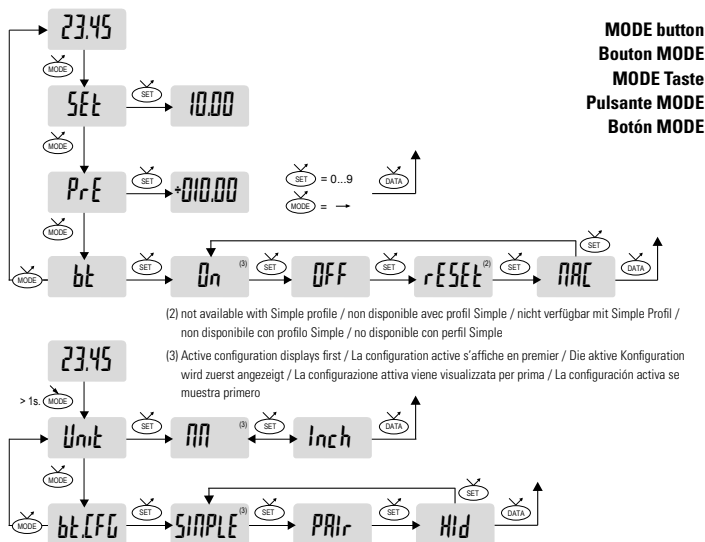 23.45
MODE button
Bouton MODE
MODE Taste
Pulsante MODE
Botón MODE
MODE
SEt SET 10.00
MODE
PrE SET +010.00 SET = 0...9 DATA
MODE = →
MODE
MODE bt SET On (3) SET OFF SET rESEt (2) SET MAC SET DATA
(2) not available with Simple profile / non disponible avec profil Simple / nicht verfügbar mit Simple Profil /
non disponibile con profilo Simple / no disponible con perfil Simple
(3) Active configuration displays first / La configuration active s’affiche en premier / Die aktive Konfiguration
wird zuerst angezeigt / La configurazione attiva viene visualizzata per prima / La configuración activa se
muestra primero
23.45
> 1s. MODE
Unit SET MM (3) SET Inch DATA
MODE
MODE bt.CFG SET SIMPLE (3) SET PAIr SET HId SET DATA